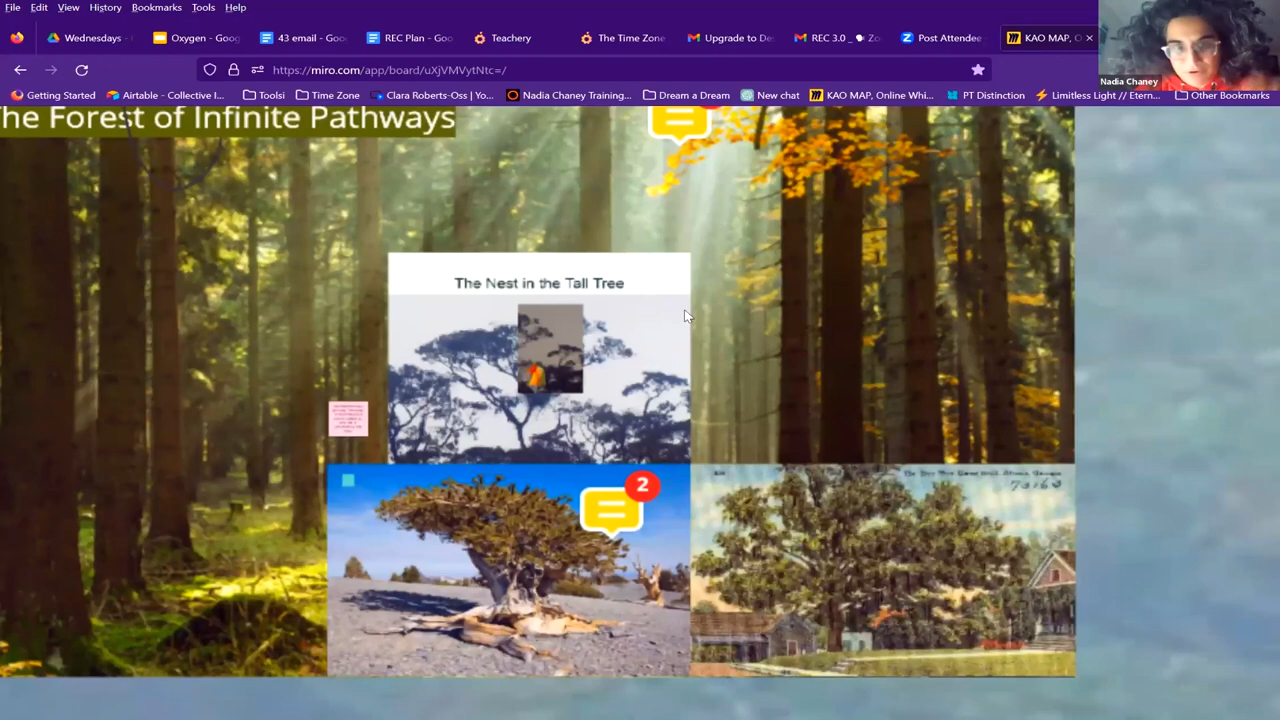 File Edit View History Bookmarks Tools Help
Wednesdays - Oxygen - Goog 43 email - Goo REC Plan - Goo Teachery The Time Zone Upgrade to De REC 3.0 _ Zo Post Attendee KAO MAP, O
https://miro.com/app/board/uXjVMVytNtc=/
Nadia Chaney
Getting Started Airtable - Collective I... Toolsi Time Zone Clara Roberts-Oss | Yo... Nadia Chaney Training... Dream a Dream New chat KAO MAP, Online Whi... PT Distinction Limitless Light // Etern... Other Bookmarks
he Forest of Infinite Pathways
The Nest in the Tall Tree
2